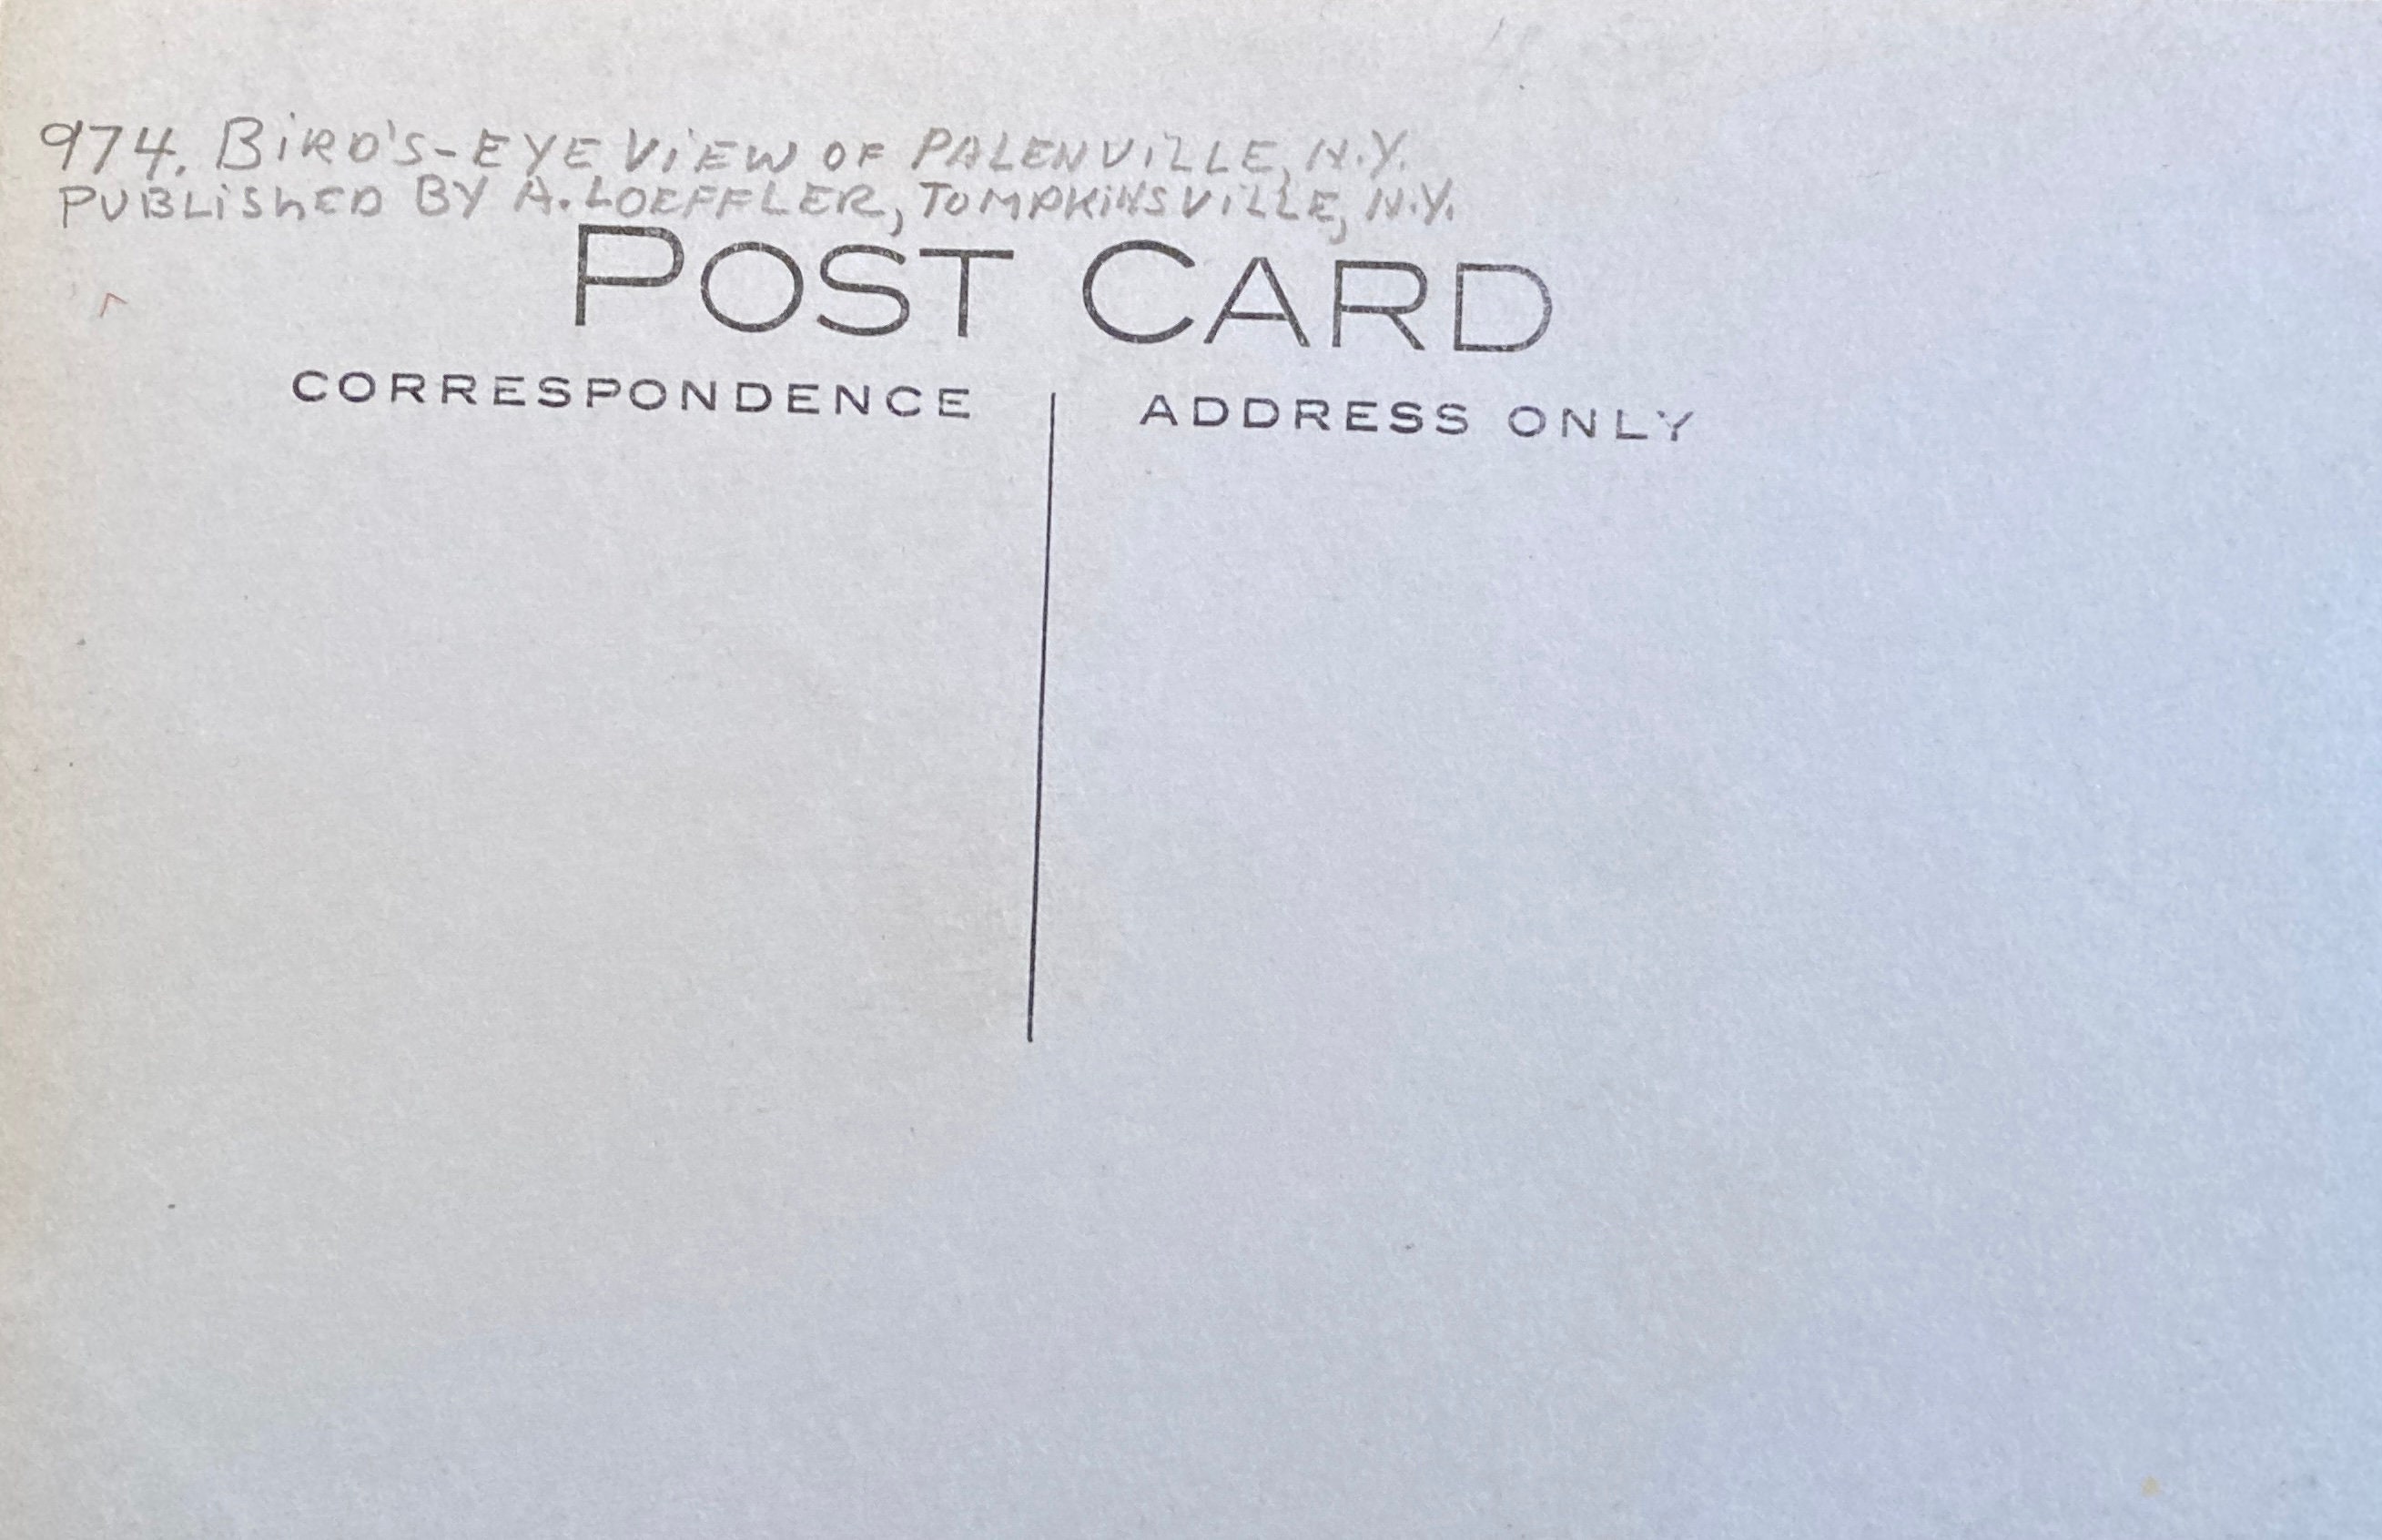 974. BiRD'S-EYE ViEW OF PALENViLLE, N.Y.
PUBLiShED BY A. LOEFFLER, TOMPKiNSViLLE, N.Y.
POST CARD
CORRESPONDENCE
ADDRESS ONLY